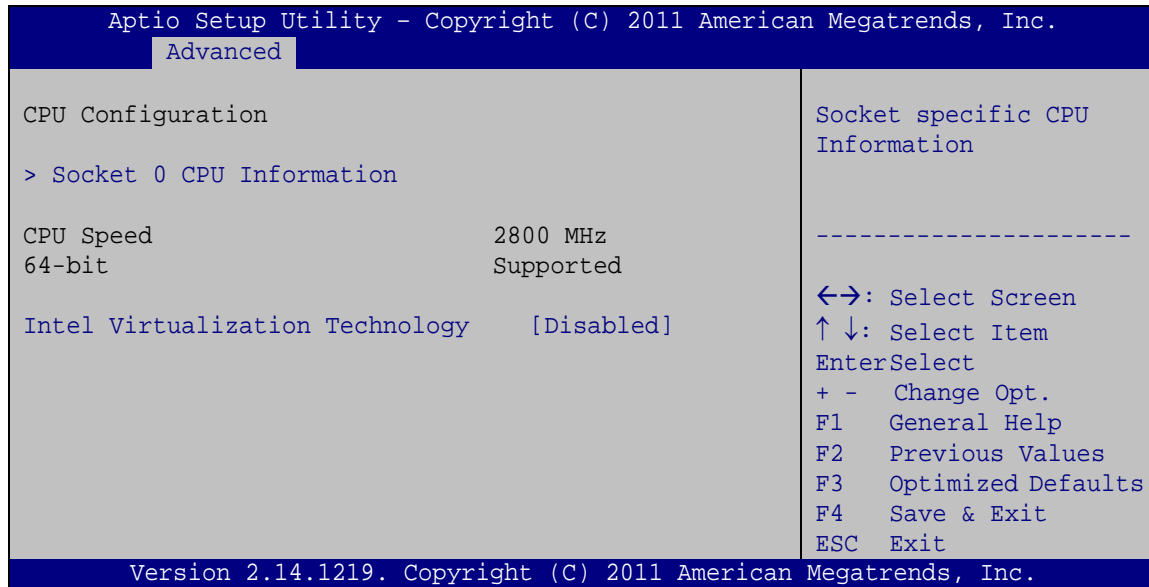 Aptio Setup Utility – Copyright (C) 2011 American Megatrends, Inc.
Advanced
CPU Configuration
> Socket 0 CPU Information
CPU Speed 2800 MHz
64-bit Supported
Intel Virtualization Technology [Disabled]
Socket specific CPU
Information
----------------------
←→: Select Screen
↑ ↓: Select Item
EnterSelect
+ - Change Opt.
F1 General Help
F2 Previous Values
F3 Optimized Defaults
F4 Save & Exit
ESC Exit
Version 2.14.1219. Copyright (C) 2011 American Megatrends, Inc.